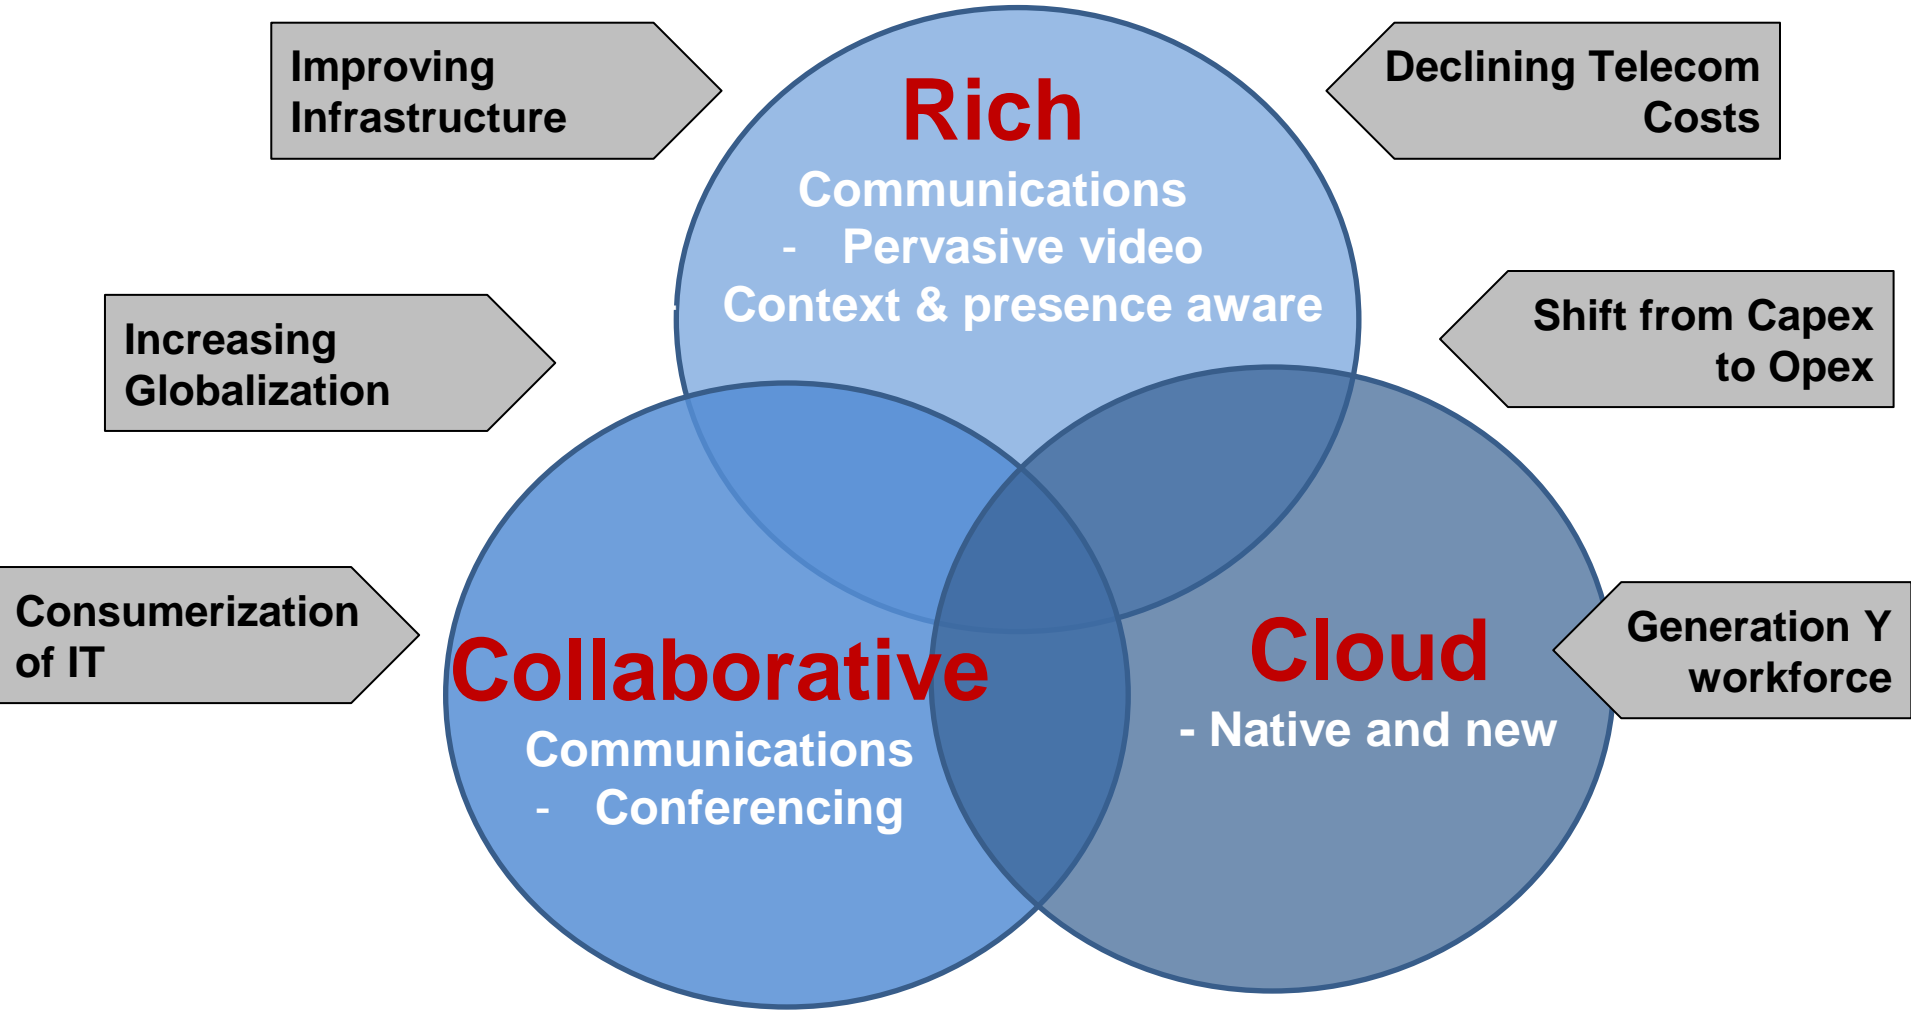 Improving
Infrastructure
Declining Telecom
Costs
Rich
Communications
- Pervasive video
- Context & presence aware
Increasing
Globalization
Shift from Capex
to Opex
Consumerization
of IT
Collaborative
Communications
- Conferencing
Cloud
- Native and new
Generation Y
workforce